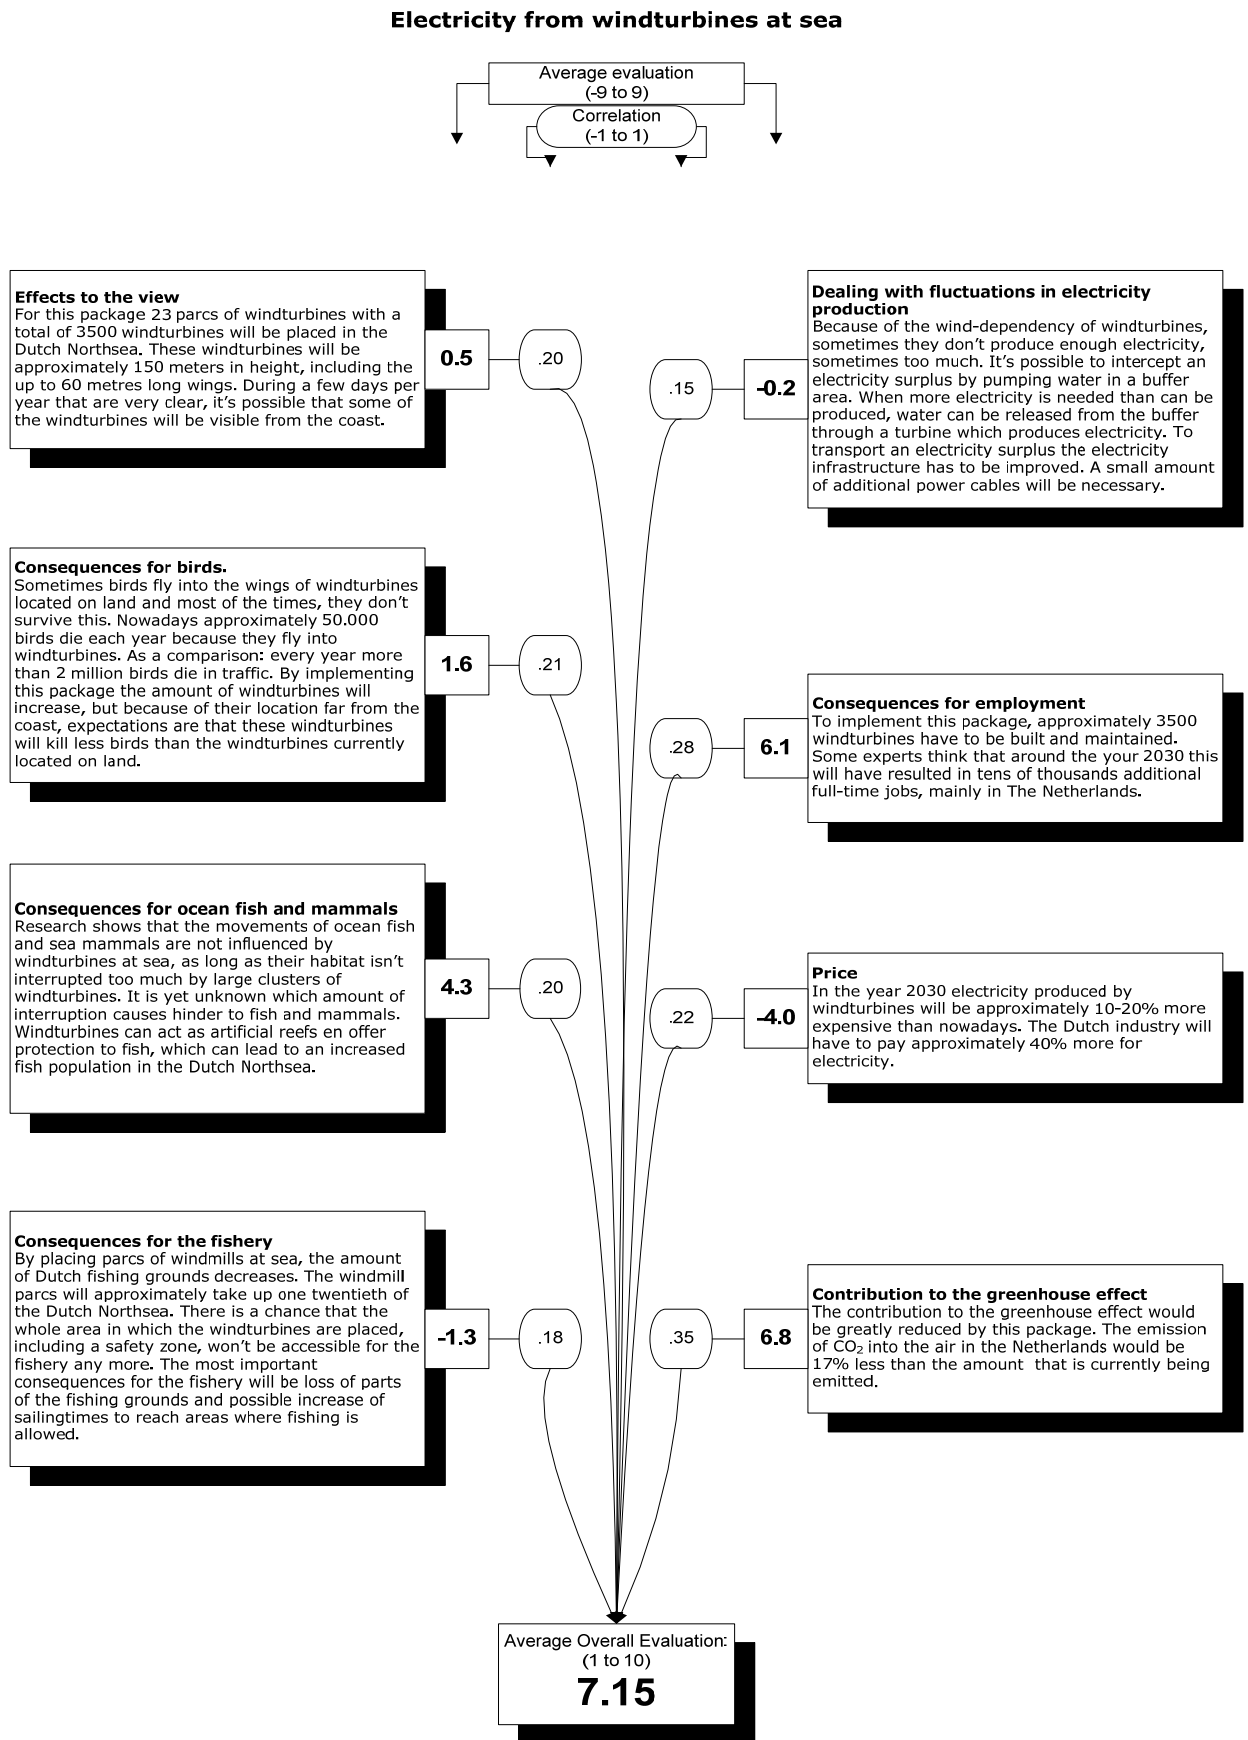 Electricity from windturbines at sea
Average evaluation
(-9 to 9)
Correlation
(-1 to 1)
Effects to the view
For this package 23 parcs of windturbines with a
total of 3500 windturbines will be placed in the
Dutch Northsea. These windturbines will be
approximately 150 meters in height, including the
up to 60 metres long wings. During a few days per
year that are very clear, it's possible that some of
the windturbines will be visible from the coast.
0.5
.20
Consequences for birds.
Sometimes birds fly into the wings of windturbines
located on land and most of the times, they don't
survive this. Nowadays approximately 50.000
birds die each year because they fly into
windturbines. As a comparison: every year more
than 2 million birds die in traffic. By implementing
this package the amount of windturbines will
increase, but because of their location far from the
coast, expectations are that these windturbines
will kill less birds than the windturbines currently
located on land.
1.6
.21
Consequences for ocean fish and mammals
Research shows that the movements of ocean fish
and sea mammals are not influenced by
windturbines at sea, as long as their habitat isn't
interrupted too much by large clusters of
windturbines. It is yet unknown which amount of
interruption causes hinder to fish and mammals.
Windturbines can act as artificial reefs en offer
protection to fish, which can lead to an increased
fish population in the Dutch Northsea.
4.3
.20
Consequences for the fishery
By placing parcs of windmills at sea, the amount
of Dutch fishing grounds decreases. The windmill
parcs will approximately take up one twentieth of
the Dutch Northsea. There is a chance that the
whole area in which the windturbines are placed,
including a safety zone, won't be accessible for the
fishery any more. The most important
consequences for the fishery will be loss of parts
of the fishing grounds and possible increase of
sailingtimes to reach areas where fishing is
allowed.
-1.3
.18
Dealing with fluctuations in electricity
production
Because of the wind-dependency of windturbines,
sometimes they don't produce enough electricity,
sometimes too much. It's possible to intercept an
electricity surplus by pumping water in a buffer
area. When more electricity is needed than can be
produced, water can be released from the buffer
through a turbine which produces electricity. To
transport an electricity surplus the electricity
infrastructure has to be improved. A small amount
of additional power cables will be necessary.
-0.2
.15
Consequences for employment
To implement this package, approximately 3500
windturbines have to be built and maintained.
Some experts think that around the year 2030 this
will have resulted in tens of thousands additional
full-time jobs, mainly in The Netherlands.
6.1
.28
Price
In the year 2030 electricity produced by
windturbines will be approximately 10-20% more
expensive than nowadays. The Dutch industry will
have to pay approximately 40% more for
electricity.
-4.0
.22
Contribution to the greenhouse effect
The contribution to the greenhouse effect would
be greatly reduced by this package. The emission
of CO₂ into the air in the Netherlands would be
17% less than the amount that is currently being
emitted.
6.8
.35
Average Overall Evaluation:
(1 to 10)
7.15